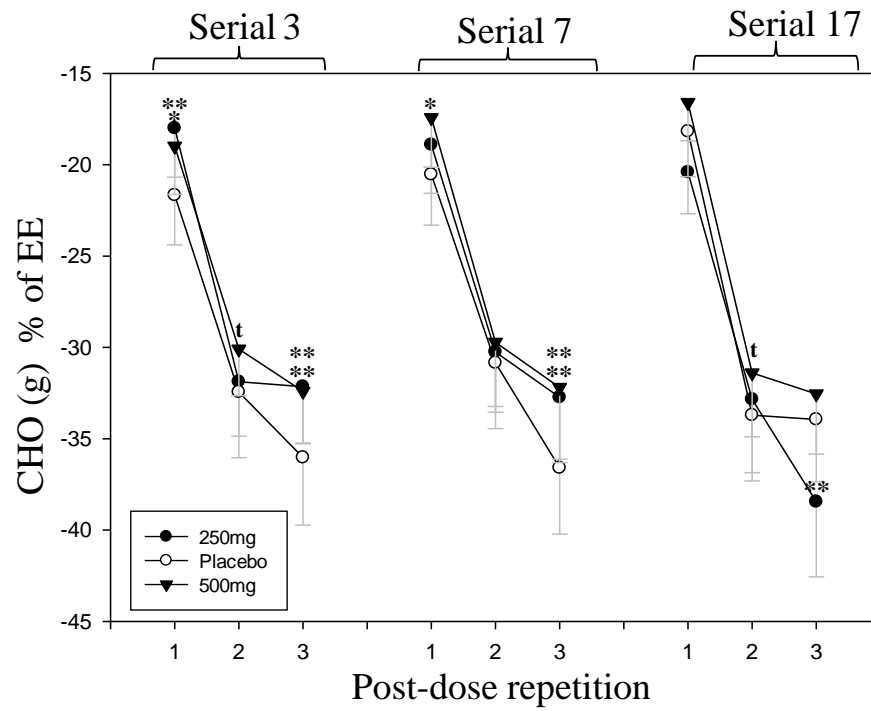 Serial 3 Serial 7 Serial 17
-15
-20
-25
-30
-35
-40
-45
CHO (g) % of EE
**
*
t
**
**
*
**
**
t
**
250mg
Placebo
500mg
1 2 3 1 2 3 1 2 3
Post-dose repetition